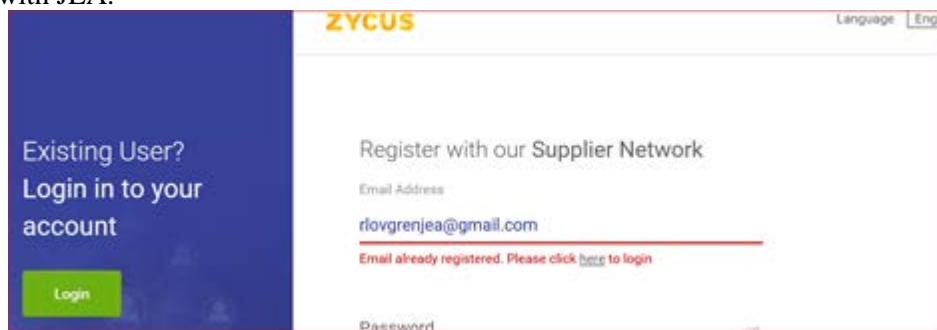 with JEA.
ZYCUS
Language Eng
Existing User?
Login in to your
account
Login
Register with our Supplier Network
Email Address
rlovgrenjea@gmail.com
Email already registered. Please click here to login
Password